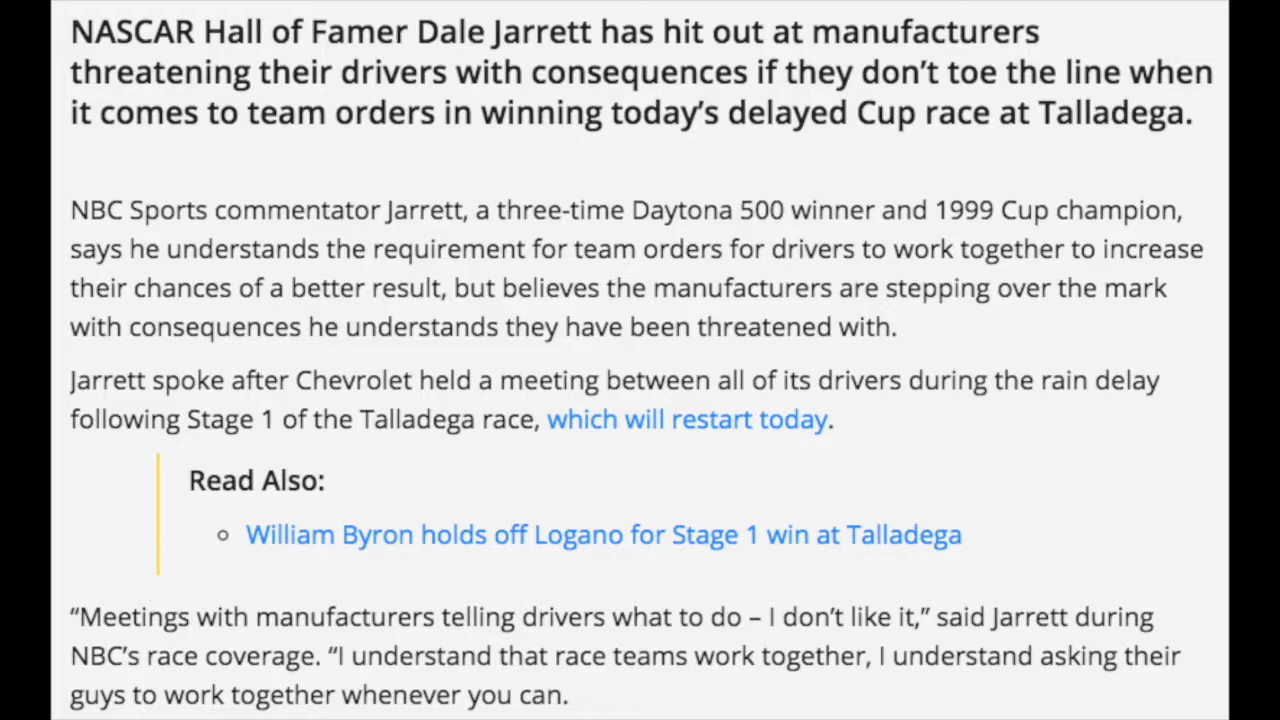 NASCAR Hall of Famer Dale Jarrett has hit out at manufacturers
threatening their drivers with consequences if they don’t toe the line when
it comes to team orders in winning today’s delayed Cup race at Talladega.
NBC Sports commentator Jarrett, a three-time Daytona 500 winner and 1999 Cup champion,
says he understands the requirement for team orders for drivers to work together to increase
their chances of a better result, but believes the manufacturers are stepping over the mark
with consequences he understands they have been threatened with.
Jarrett spoke after Chevrolet held a meeting between all of its drivers during the rain delay
following Stage 1 of the Talladega race, which will restart today.
Read Also:
William Byron holds off Logano for Stage 1 win at Talladega
“Meetings with manufacturers telling drivers what to do – I don’t like it,” said Jarrett during
NBC’s race coverage. “I understand that race teams work together, I understand asking their
guys to work together whenever you can.